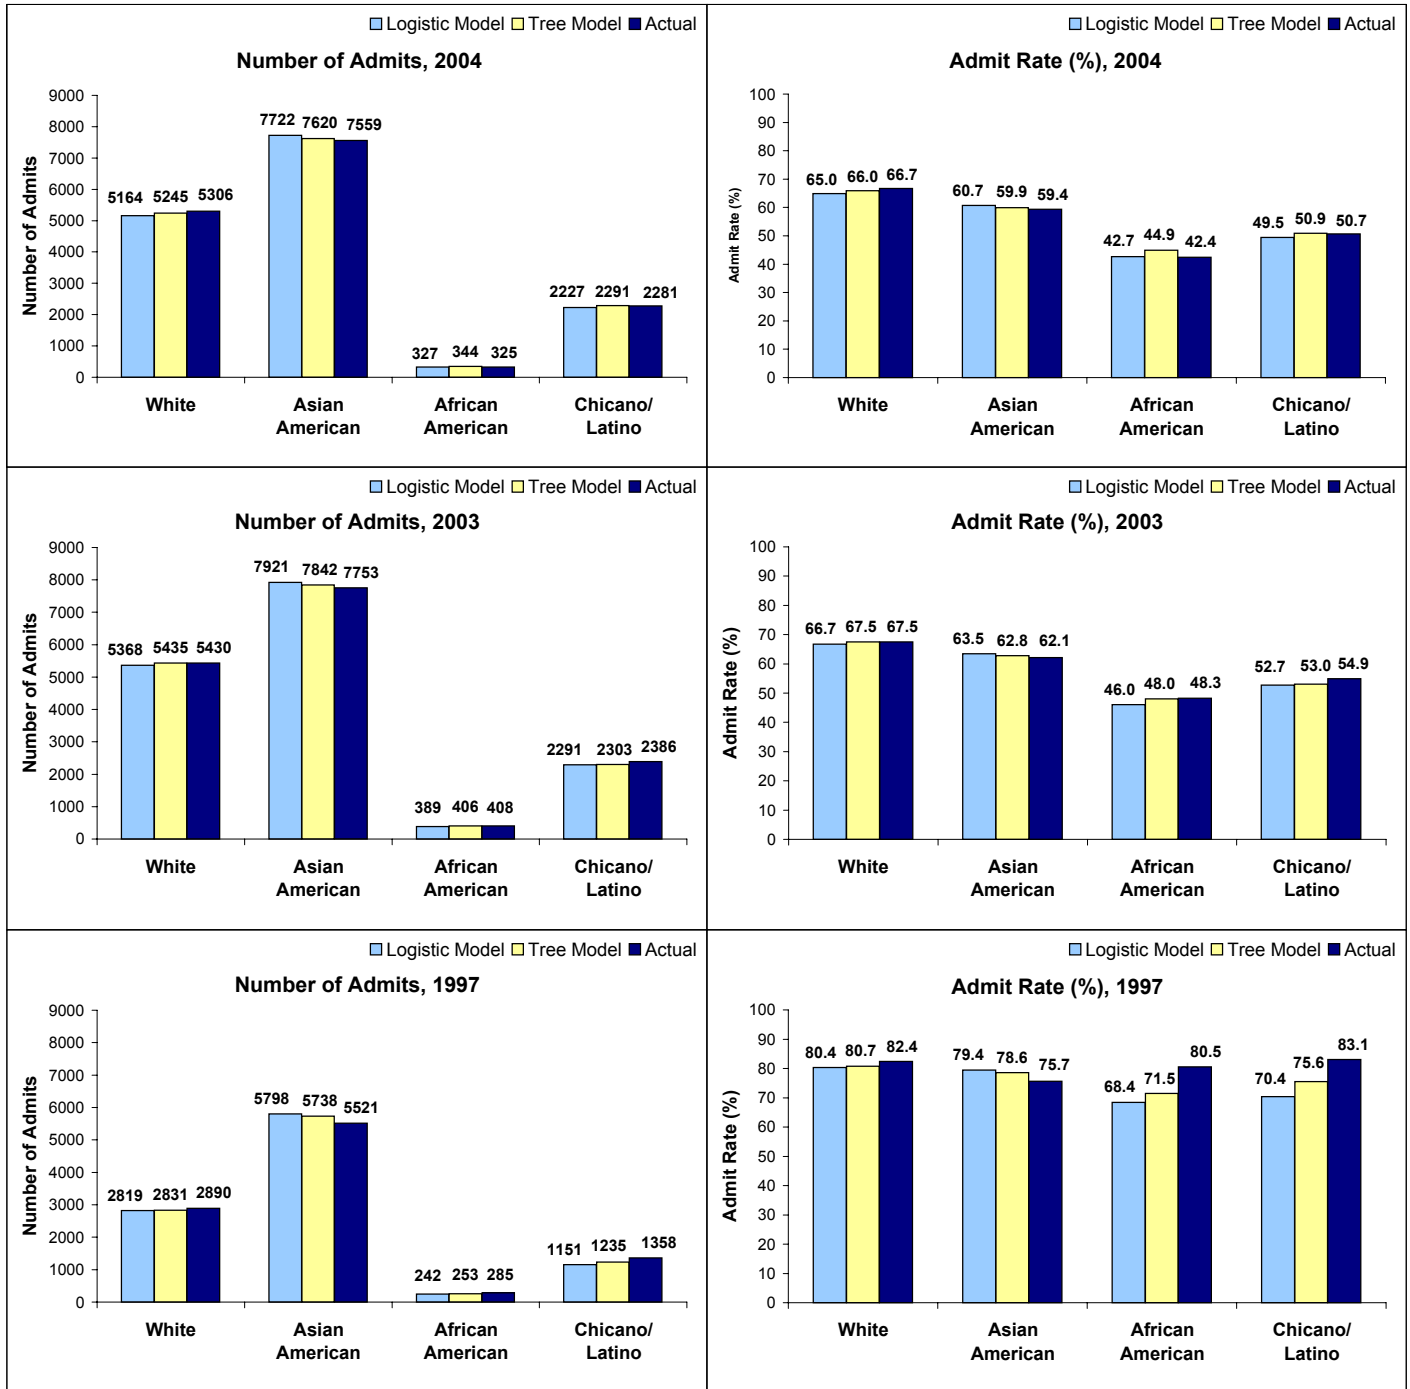 Logistic Model Tree Model Actual
Number of Admits, 2004
Number of Admits
9000
8000
7000
6000
5000
4000
3000
2000
1000
0
5164 5245 5306
7722 7620 7559
327 344 325
2227 2291 2281
White Asian African Chicano/
American American Latino
Logistic Model Tree Model Actual
Admit Rate (%), 2004
Admit Rate (%)
100
90
80
70
60
50
40
30
20
10
0
65.0 66.0 66.7
60.7 59.9 59.4
42.7 44.9 42.4
49.5 50.9 50.7
White Asian African Chicano/
American American Latino
Logistic Model Tree Model Actual
Number of Admits, 2003
Number of Admits
9000
8000
7000
6000
5000
4000
3000
2000
1000
0
5368 5435 5430
7921 7842 7753
389 406 408
2291 2303 2386
White Asian African Chicano/
American American Latino
Logistic Model Tree Model Actual
Admit Rate (%), 2003
Admit Rate (%)
100
90
80
70
60
50
40
30
20
10
0
66.7 67.5 67.5
63.5 62.8 62.1
46.0 48.0 48.3
52.7 53.0 54.9
White Asian African Chicano/
American American Latino
Logistic Model Tree Model Actual
Number of Admits, 1997
Number of Admits
9000
8000
7000
6000
5000
4000
3000
2000
1000
0
2819 2831 2890
5798 5738 5521
242 253 285
1151 1235 1358
White Asian African Chicano/
American American Latino
Logistic Model Tree Model Actual
Admit Rate (%), 1997
Admit Rate (%)
100
90
80
70
60
50
40
30
20
10
0
80.4 80.7 82.4
79.4 78.6 75.7
68.4 71.5 80.5
70.4 75.6 83.1
White Asian African Chicano/
American American Latino